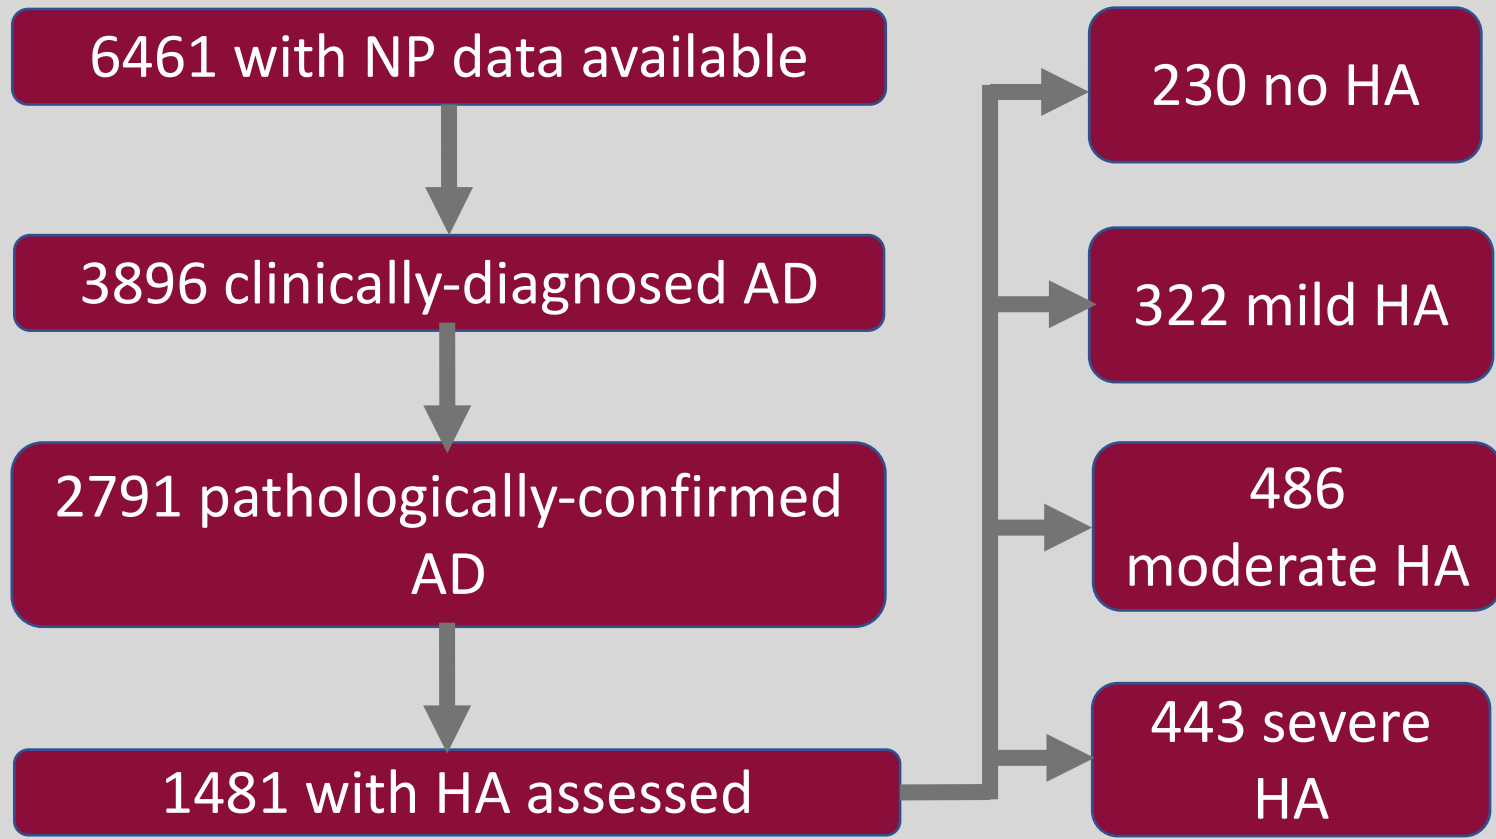 6461 with NP data available
3896 clinically-diagnosed AD
2791 pathologically-confirmed
AD
1481 with HA assessed
230 no HA
322 mild HA
486
moderate HA
443 severe
HA